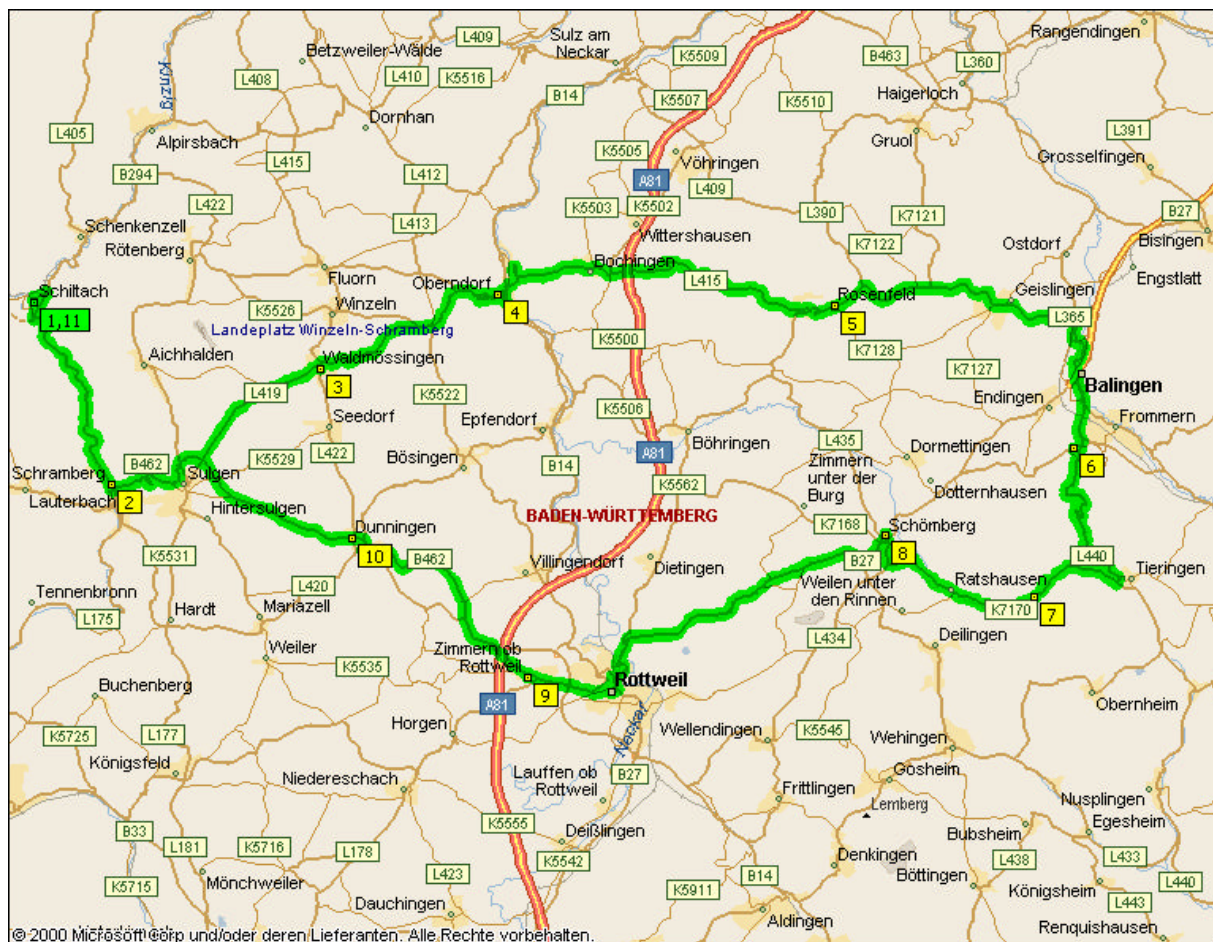 L409
Sulz am
Neckar
K5509
Rangendingen
Betzweiler-Wälde
L408
L410
K5516
B463
L360
Kinzig
B14
K5507
K5510
Haigerloch
L405
Alpirsbach
Dornhan
L391
Gruol
L415
K5505
Vöhringen
Grosselfingen
B294
L412
A81
L409
L422
K5503
K5502
L390
K7121
B27
Schenkenzell
L413
Wittershausen
K7122
Ostdorf
Bisingen
Rötenberg
Fluorn
Bochingen
Engstlatt
Schiltach
Oberndorf
L415
Rosenfeld
Geislingen
K5526
Winzeln
1,11
4
5
L365
Landeplatz Winzeln-Schramberg
K5500
K7128
Aichhalden
Waldmössingen
K7127
Balingen
3
L419
K5522
Endingen
Seedorf
K5506
Frommern
Epfendorf
Böhringen
L435
Dormettingen
L422
A81
6
B462
K5529
Bösingen
B14
Zimmern
unter der
Burg
Schramberg
Sulgen
K5562
Dotternhausen
Lauterbach
2
Hintersulgen
BADEN-WÜRTTEMBERG
K7168
Schömberg
Dunningen
K5531
10
B462
Villingendorf
Dietingen
B27
8
L440
Tieringen
L420
Weilen unter
den Rinnen
Ratshausen
Tennenbronn
L175
Hardt
Mariazell
K7170
7
L434
Deilingen
Weiler
K5535
Zimmern ob
Rottweil
Rottweil
9
Buchenberg
A81
Obernheim
K5725
L177
Horgen
Neckar
Wellendingen
K5545
Wehingen
Königsfeld
Niedereschach
Lauffen ob
Rottweil
B27
Gosheim
Frittlingen
Lemberg
Nusplingen
B33
K5555
Deißlingen
Bubsheim
Egesheim
L181
K5716
L178
K5542
Denkingen
L438
L433
K5715
Mönchweiler
L423
K5911
B14
Böttingen
Königsheim
L440
Dauchingen
Aldingen
L443
Renquishausen
© 2000 Microsoft Corp und/oder deren Lieferanten. Alle Rechte vorbehalten.